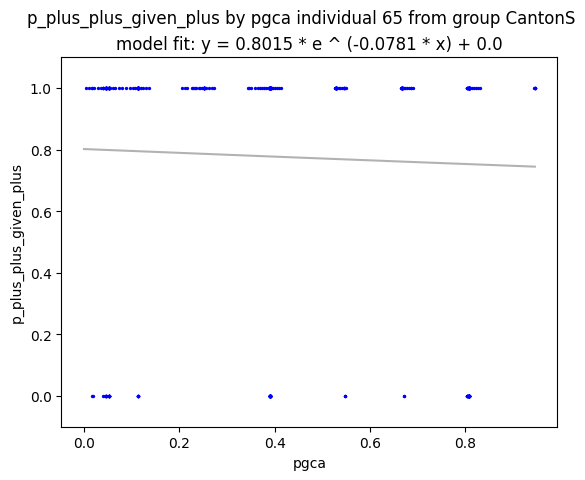 p_plus_plus_given_plus by pgca individual 65 from group CantonS
model fit: y = 0.8015 * e ^ (-0.0781 * x) + 0.0
p_plus_plus_given_plus
1.0
0.8
0.6
0.4
0.2
0.0
0.0 0.2 0.4 0.6 0.8
pgca